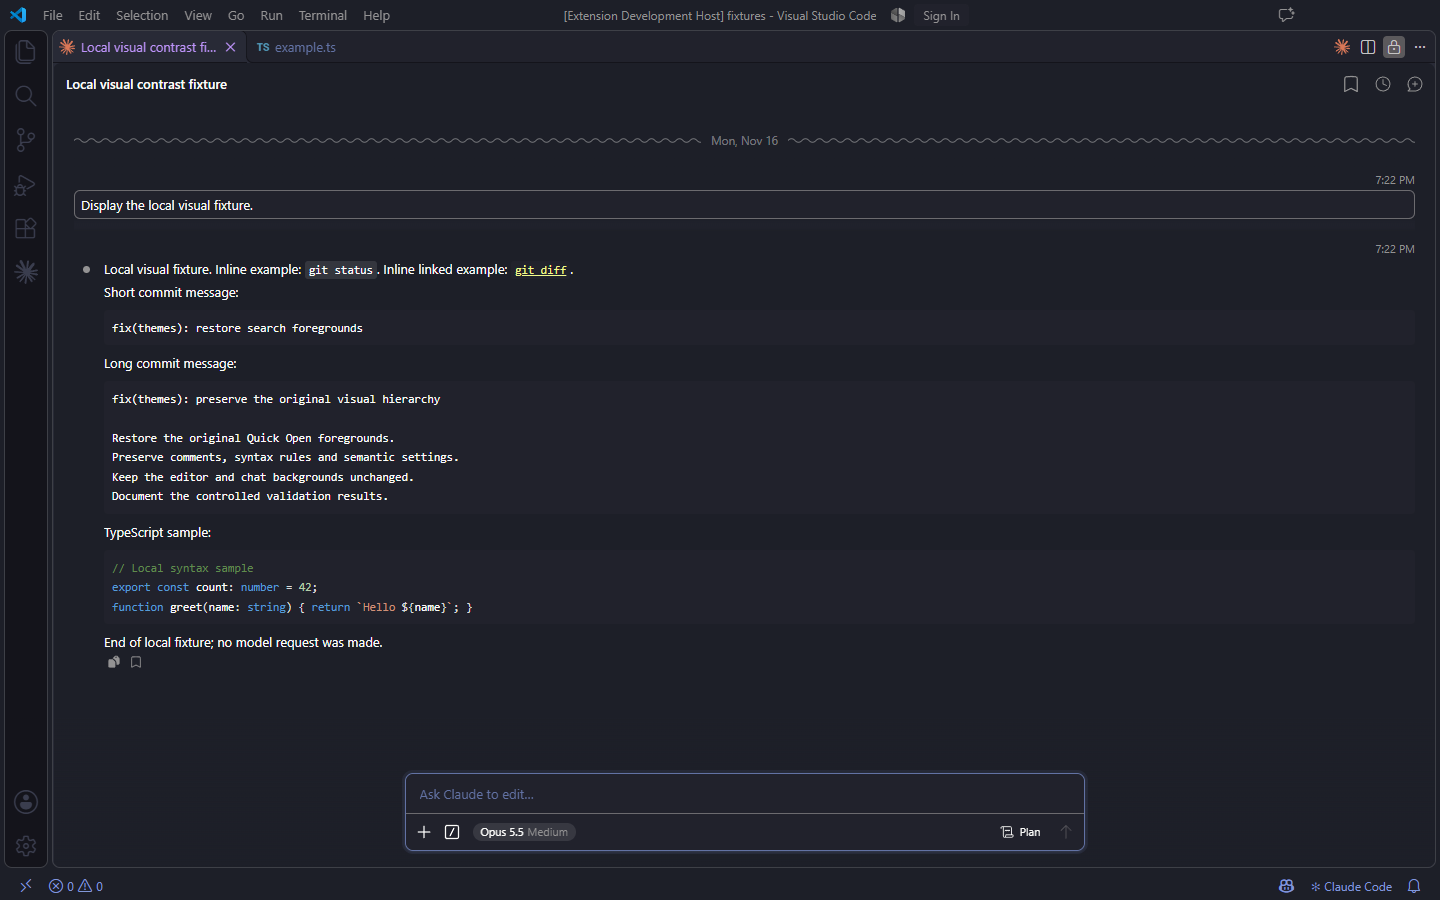 File Edit Selection View Go Run Terminal Help
[Extension Development Host] fixtures - Visual Studio Code
Sign In
Local visual contrast fi...
TS example.ts
Local visual contrast fixture
Mon, Nov 16
7:22 PM
Display the local visual fixture.
7:22 PM
Local visual fixture. Inline example: git status. Inline linked example: git diff.
Short commit message:
fix(themes): restore search foregrounds
Long commit message:
fix(themes): preserve the original visual hierarchy
Restore the original Quick Open foregrounds.
Preserve comments, syntax rules and semantic settings.
Keep the editor and chat backgrounds unchanged.
Document the controlled validation results.
TypeScript sample:
// Local syntax sample
export const count: number = 42;
function greet(name: string) { return `Hello ${name}`; }
End of local fixture; no model request was made.
Ask Claude to edit...
Opus 5.5 Medium
Plan
0 0
Claude Code